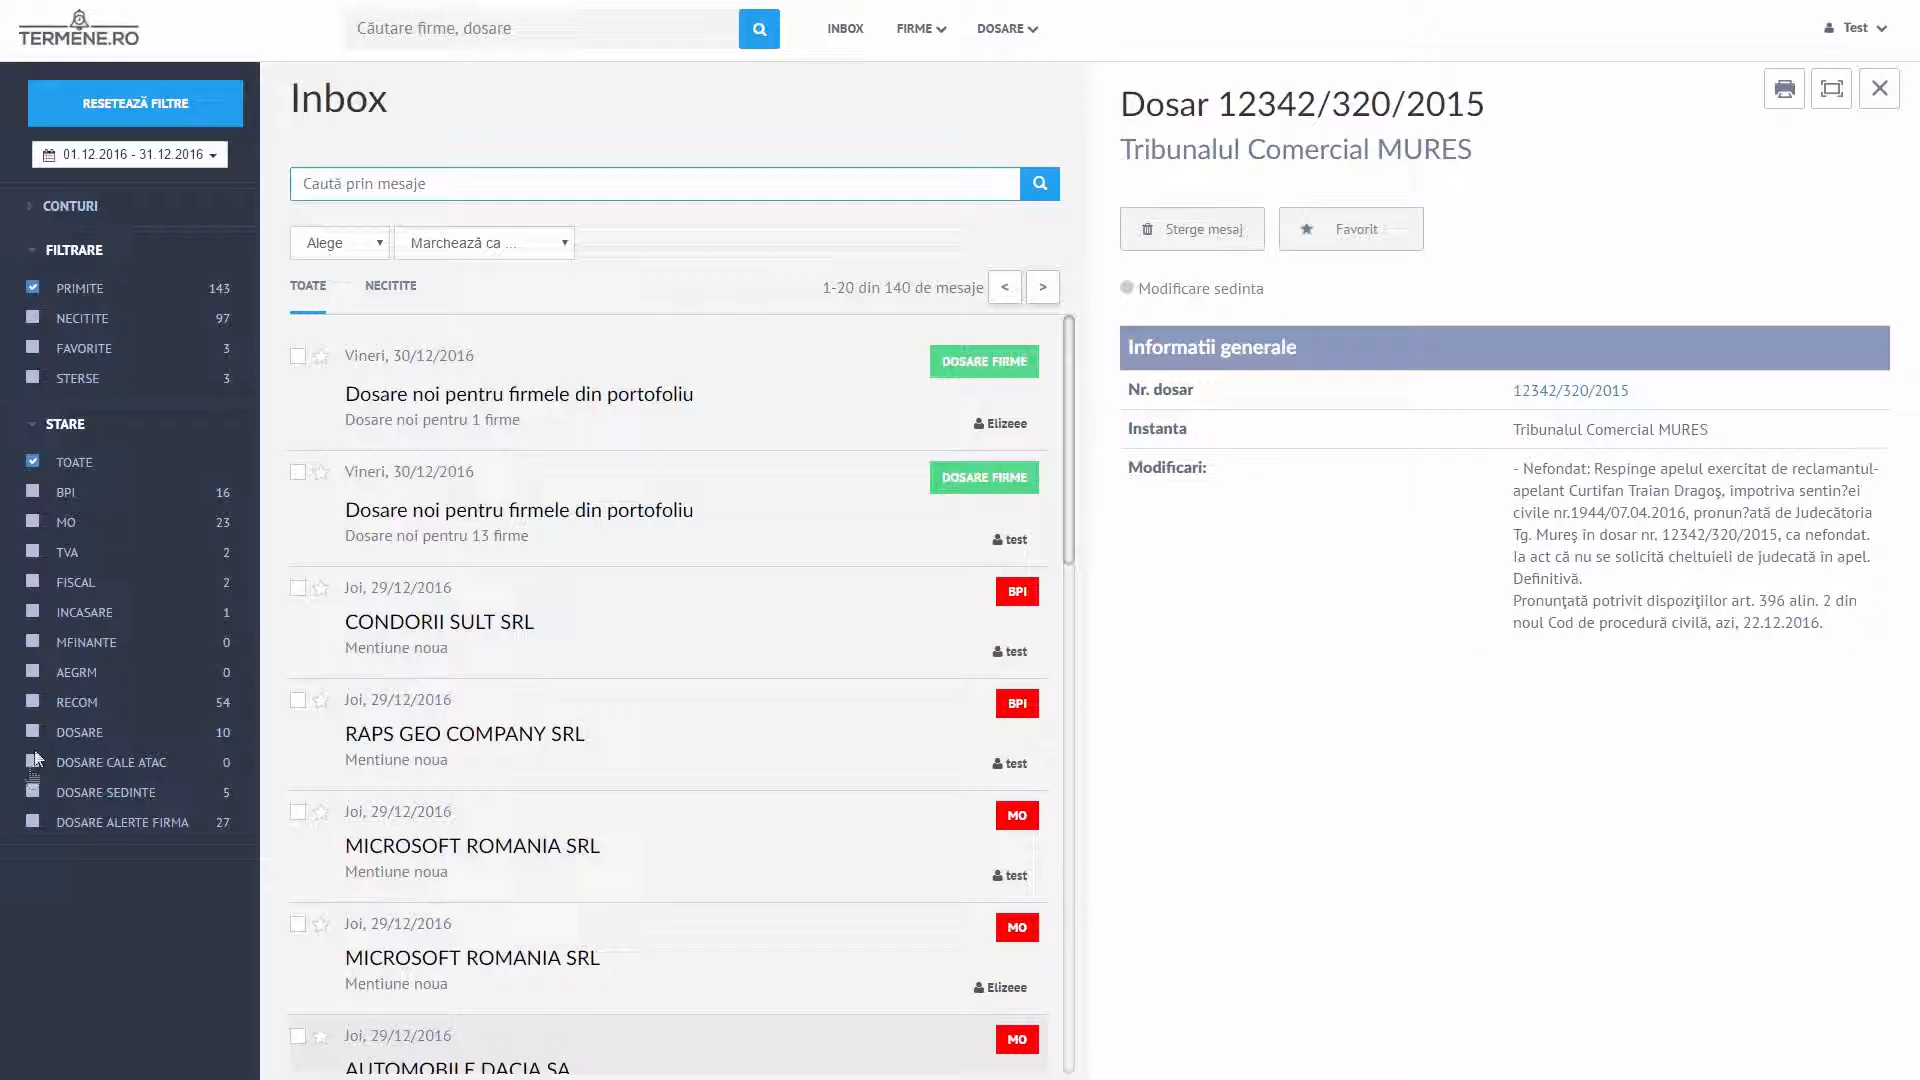 TERMENE.RO
Căutare firme, dosare
INBOX
FIRME
DOSARE
Test
RESETEAZĂ FILTRE
01.12.2016 - 31.12.2016
CONTURI
FILTRARE
PRIMITE 143
NECITITE 97
FAVORITE 3
STERSE 3
STARE
TOATE
BPI 16
MO 23
TVA 2
FISCAL 2
INCASARE 1
MFINANTE 0
AEGRM 0
RECOM 54
DOSARE 10
DOSARE CALE ATAC 0
DOSARE SEDINTE 5
DOSARE ALERTE FIRMA 27
Inbox
Caută prin mesaje
Alege
Marchează ca ...
TOATE
NECITITE
1-20 din 140 de mesaje
<
>
Vineri, 30/12/2016
DOSARE FIRME
Dosare noi pentru firmele din portofoliu
Dosare noi pentru 1 firme
Elizeee
Vineri, 30/12/2016
DOSARE FIRME
Dosare noi pentru firmele din portofoliu
Dosare noi pentru 13 firme
test
Joi, 29/12/2016
BPI
CONDORII SULT SRL
Mentiune noua
test
Joi, 29/12/2016
BPI
RAPS GEO COMPANY SRL
Mentiune noua
test
Joi, 29/12/2016
MO
MICROSOFT ROMANIA SRL
Mentiune noua
test
Joi, 29/12/2016
MO
MICROSOFT ROMANIA SRL
Mentiune noua
Elizeee
Joi, 29/12/2016
MO
AUTOMOBILE DACIA SA
Dosar 12342/320/2015
Tribunalul Comercial MURES
Sterge mesaj
Favorit
Modificare sedinta
Informatii generale
Nr. dosar 12342/320/2015
Instanta Tribunalul Comercial MURES
Modificari: - Nefondat: Respinge apelul exercitat de reclamantul-
apelant Curtifan Traian Dragoş, împotriva sentin?ei
civile nr.1944/07.04.2016, pronun?ată de Judecătoria
Tg. Mureş în dosar nr. 12342/320/2015, ca nefondat.
Ia act că nu se solicită cheltuieli de judecată în apel.
Definitivă.
Pronunţată potrivit dispoziţiilor art. 396 alin. 2 din
noul Cod de procedură civilă, azi, 22.12.2016.